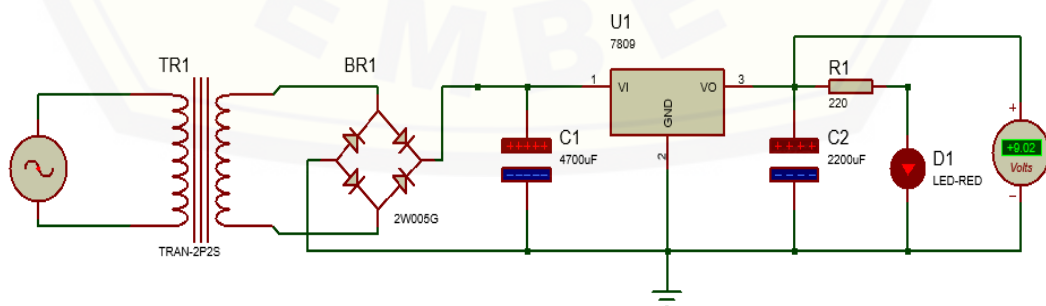 EMBE
U1
7809
TR1
BR1
R1
1
VI
VO
3
220
GND
2
C1
4700uF
C2
2200uF
+
+9.02
Volts
D1
LED-RED
2W005G
TRAN-2P2S